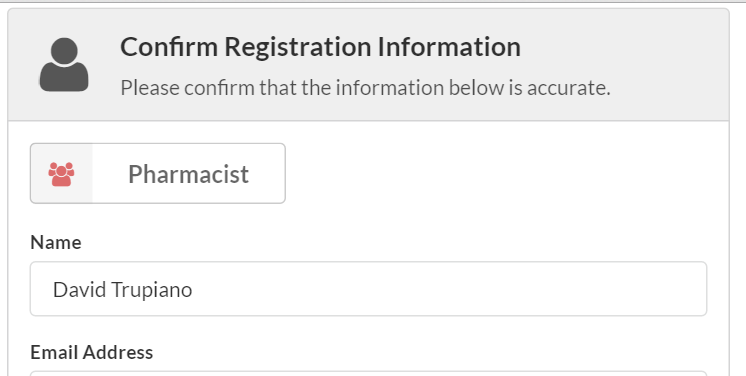 Confirm Registration Information
Please confirm that the information below is accurate.
Pharmacist
Name
David Trupiano
Email Address